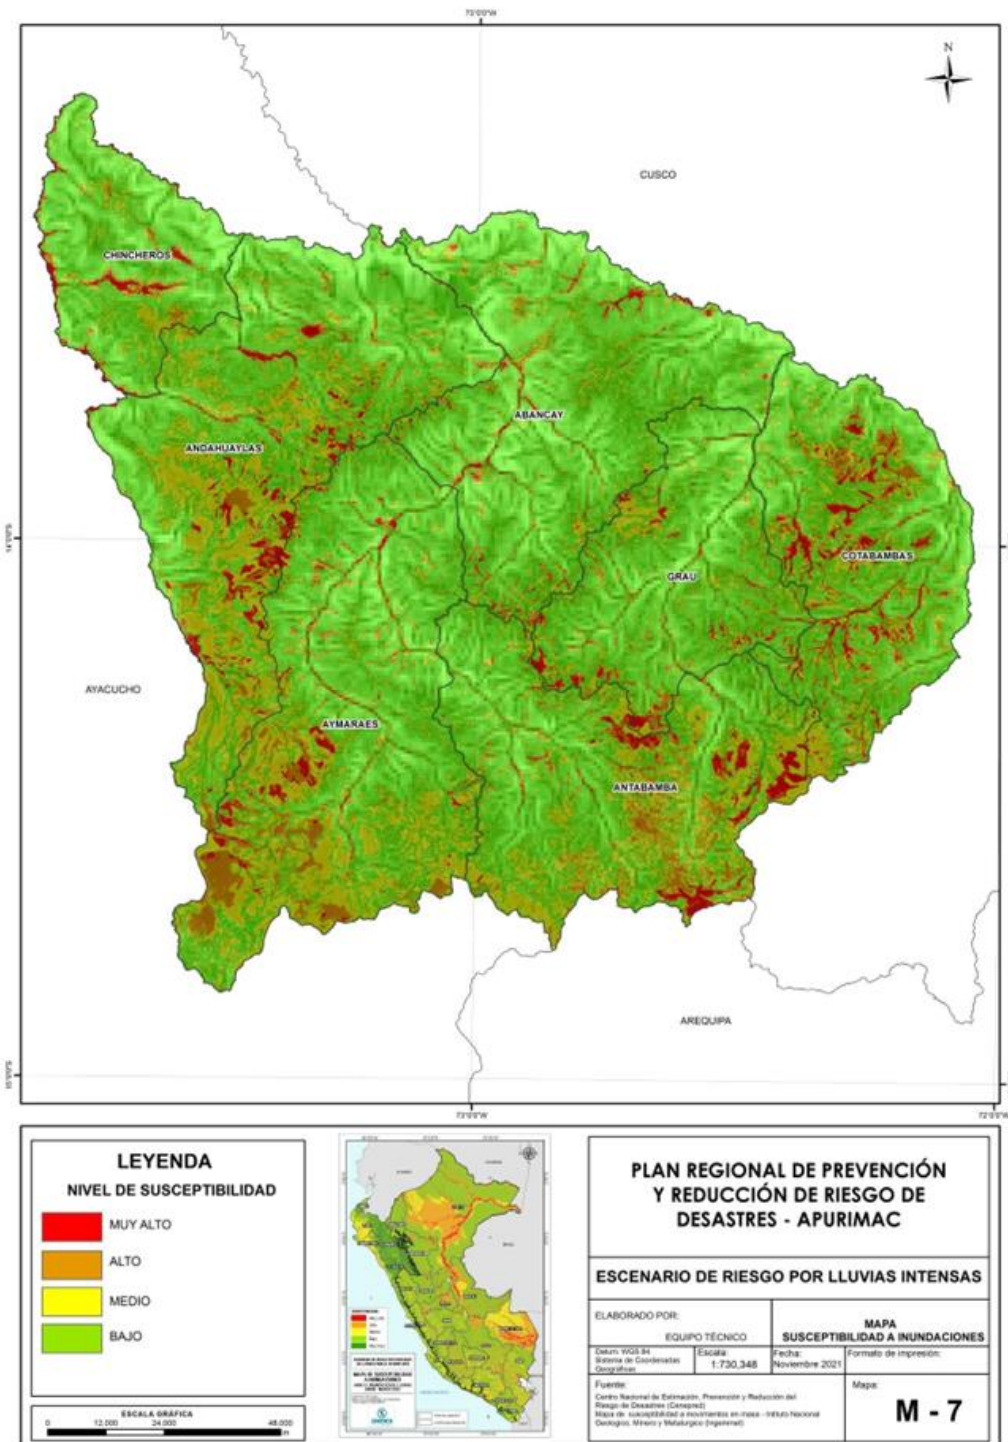 73°0'0"W
N
CUSCO
CHINCHEROS
ABANCAY
ANDAHUAYLAS
14°0'0"S
COTABAMBAS
GRAU
AYACUCHO
AYMARAES
ANTABAMBA
AREQUIPA
15°0'0"S
73°0'0"W
72°0'0"W
LEYENDA
NIVEL DE SUSCEPTIBILIDAD
MUY ALTO
ALTO
MEDIO
BAJO
ESCALA GRÁFICA
0 12.000 24.000 48.000
m
PLAN REGIONAL DE PREVENCIÓN
Y REDUCCIÓN DE RIESGO DE
DESASTRES - APURIMAC
ESCENARIO DE RIESGO POR LLUVIAS INTENSAS
ELABORADO POR:
EQUIPO TÉCNICO
MAPA
SUSCEPTIBILIDAD A INUNDACIONES
Datum: WGS 84
Sistema de Coordenadas
Geográficas
Escala:
1:730,348
Fecha:
Noviembre 2021
Formato de impresión:
Fuente:
Centro Nacional de Estimación, Prevención y Reducción del
Riesgo de Desastres (Cenepred)
Mapa de susceptibilidad a movimientos en masa - Instituto Nacional
Geológico, Minero y Metalúrgico (Ingemmet)
Mapa:
M - 7